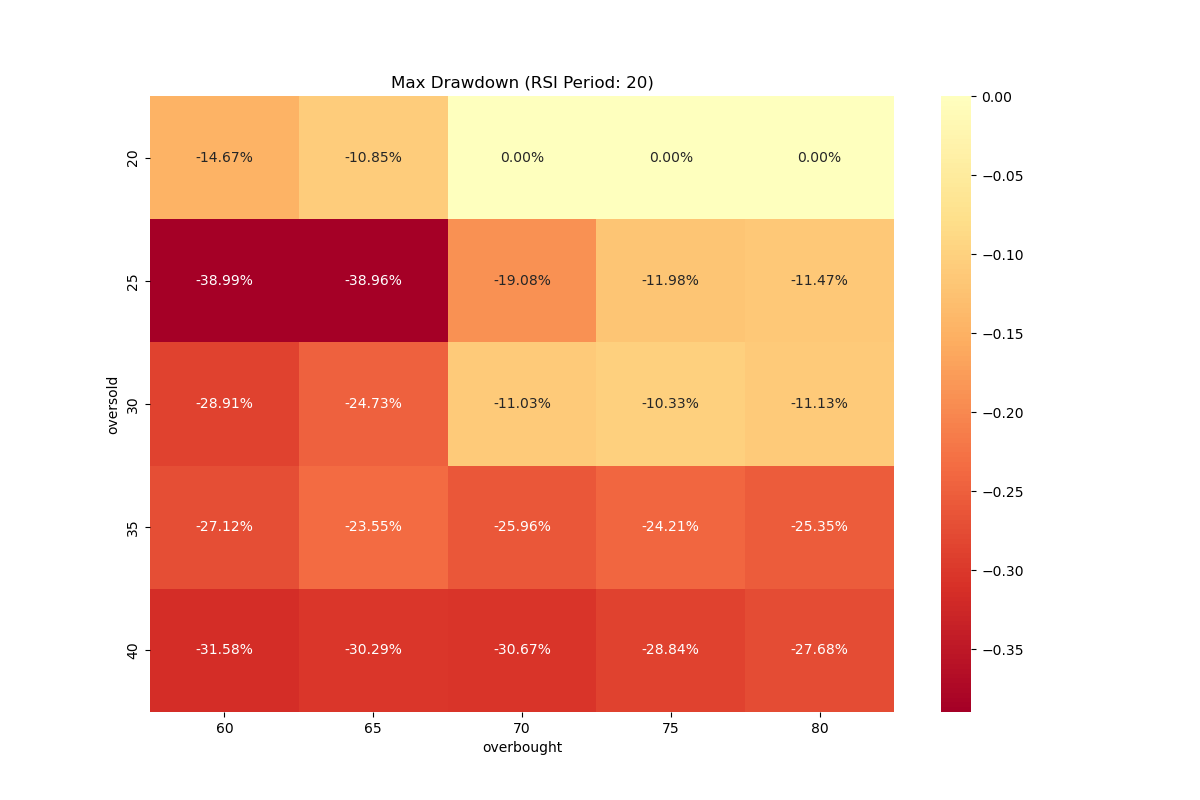 Max Drawdown (RSI Period: 20)
20 -14.67% -10.85% 0.00% 0.00% 0.00%
25 -38.99% -38.96% -19.08% -11.98% -11.47%
30 -28.91% -24.73% -11.03% -10.33% -11.13%
35 -27.12% -23.55% -25.96% -24.21% -25.35%
40 -31.58% -30.29% -30.67% -28.84% -27.68%
oversold
60 65 70 75 80
overbought
0.00
−0.05
−0.10
−0.15
−0.20
−0.25
−0.30
−0.35